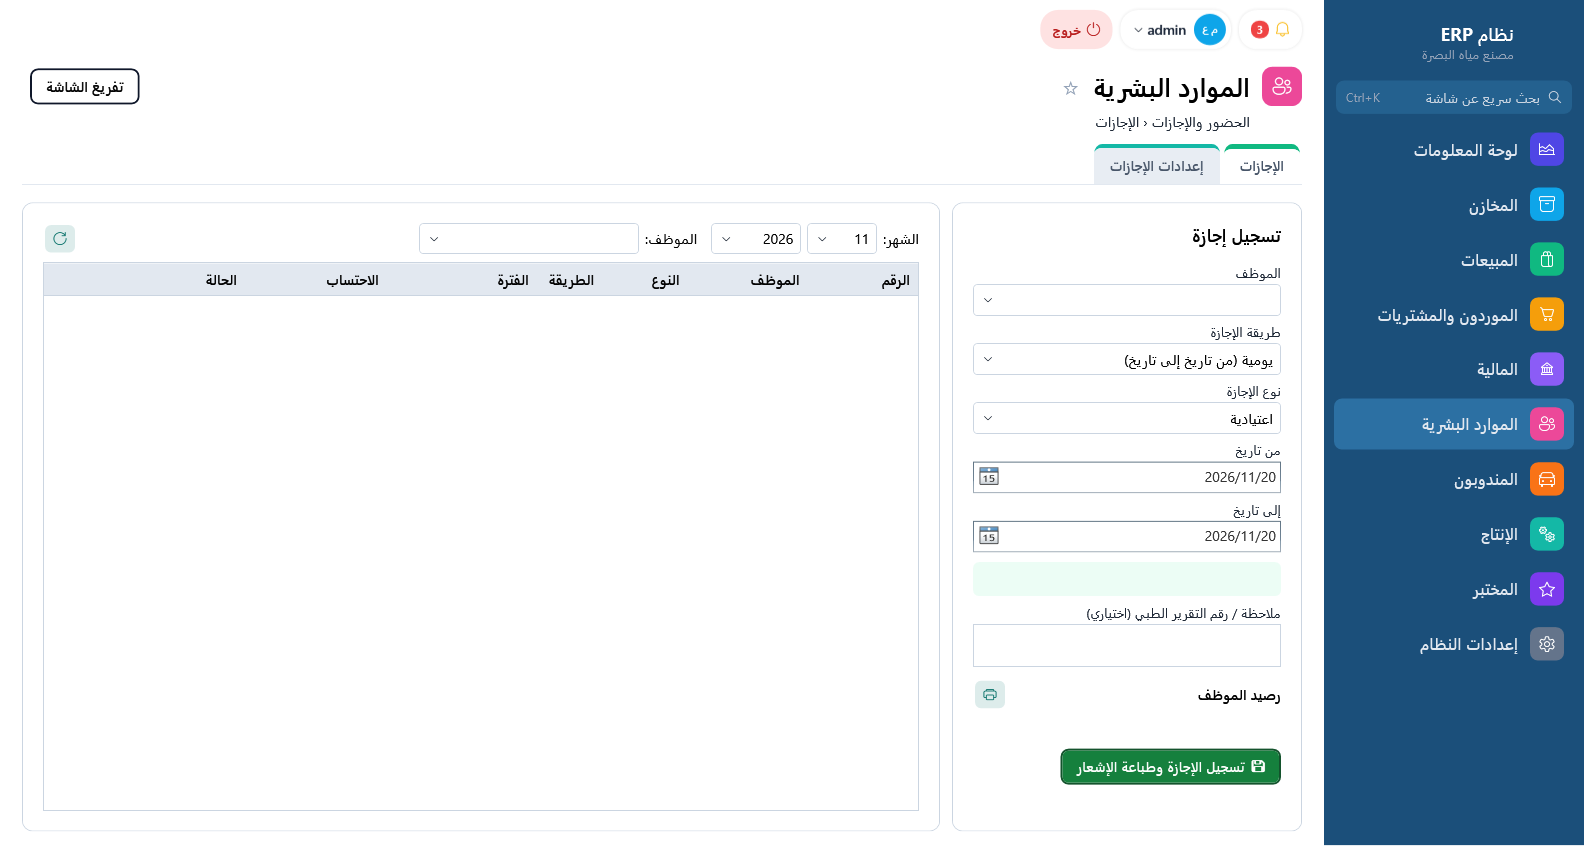 نظام ERP
مصنع مياه البصرة
بحث سريع عن شاشة Ctrl+K
لوحة المعلومات
المخازن
المبيعات
الموردون والمشتريات
المالية
الموارد البشرية
المندوبون
الإنتاج
المختبر
إعدادات النظام
3
م ع admin
خروج
الموارد البشرية
تفريغ الشاشة
الحضور والإجازات › الإجازات
الإجازات
إعدادات الإجازات
تسجيل إجازة
الموظف
طريقة الإجازة
يومية (من تاريخ إلى تاريخ)
نوع الإجازة
اعتيادية
من تاريخ
2026/11/20
15
إلى تاريخ
2026/11/20
15
ملاحظة / رقم التقرير الطبي (اختياري)
رصيد الموظف
تسجيل الإجازة وطباعة الإشعار
الشهر: 11 2026 الموظف:
الرقم الموظف النوع الطريقة الفترة الاحتساب الحالة